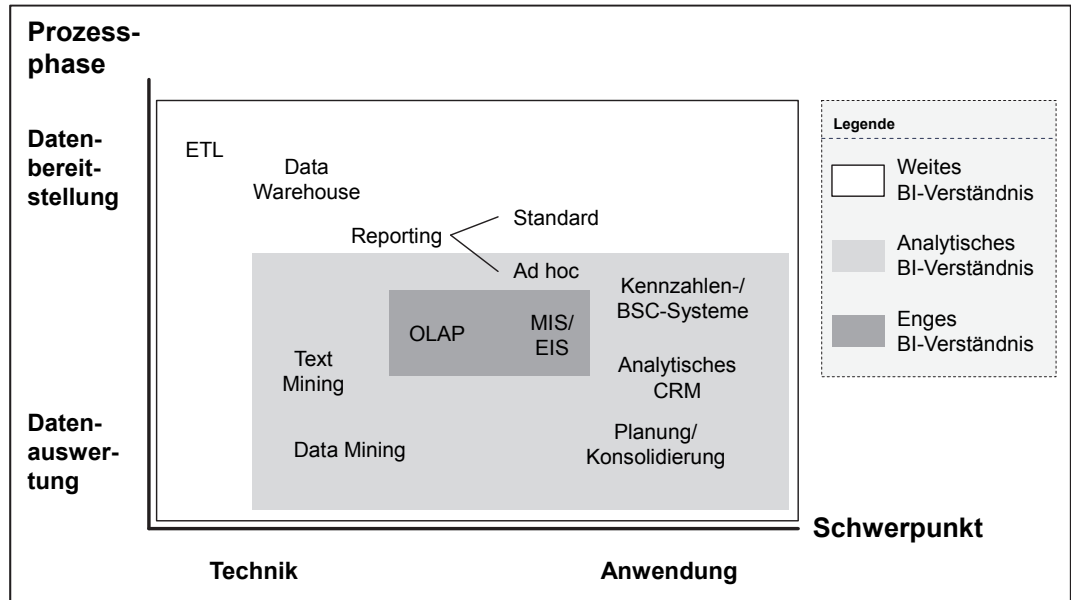 Prozess-
phase
Daten-
bereit-
stellung
ETL
Data
Warehouse
Reporting
Standard
Ad hoc
Kennzahlen-/
BSC-Systeme
OLAP
MIS/
EIS
Text
Mining
Analytisches
CRM
Daten-
auswer-
tung
Data Mining
Planung/
Konsolidierung
Schwerpunkt
Technik
Anwendung
Legende
Weites
BI-Verständnis
Analytisches
BI-Verständnis
Enges
BI-Verständnis